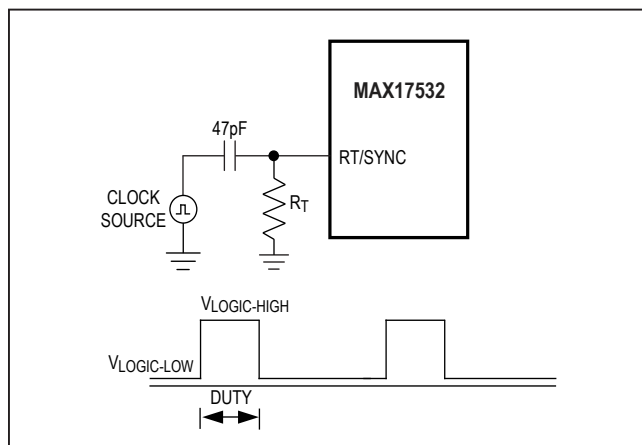 MAX17532
47pF
RT/SYNC
RT
CLOCK
SOURCE
VLOGIC-HIGH
VLOGIC-LOW
DUTY